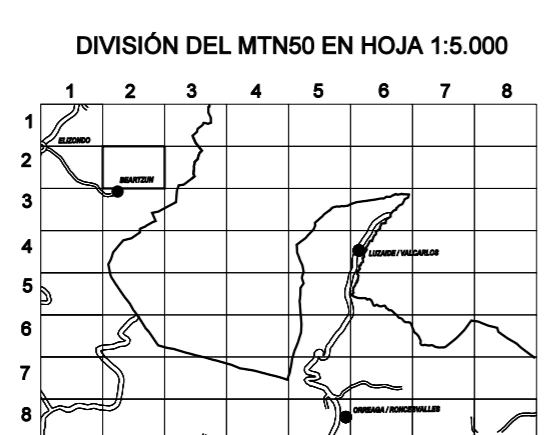 DIVISIÓN DEL MTN50 EN HOJA 1:5.000
1 2 3 4 5 6 7 8
1
ELIZONDO
2
BEARTZUN
3
4
LUZAIDE / VALCARLOS
5
6
7
8
ORREAGA / RONCESVALLES